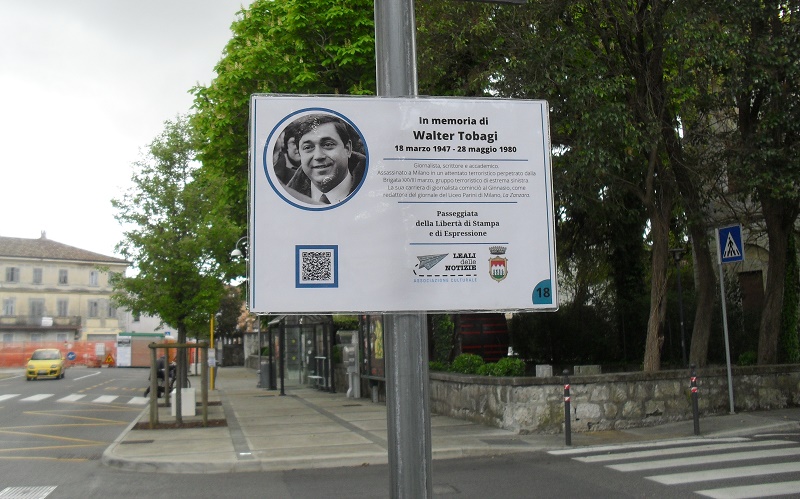 In memoria di
Walter Tobagi
18 marzo 1947 - 28 maggio 1980
Giornalista, scrittore e accademico.
Assassinato a Milano in un attentato terroristico perpetrato dalla
Brigata XXVIII marzo, gruppo terroristico di estrema sinistra.
La sua carriera di giornalista cominciò al Ginnasio, come
redattore del giornale del Liceo Parini di Milano, La Zanzara.
Passeggiata
della Libertà di Stampa
e di Espressione
LEALI
delle
NOTIZIE
ASSOCIAZIONE CULTURALE
18